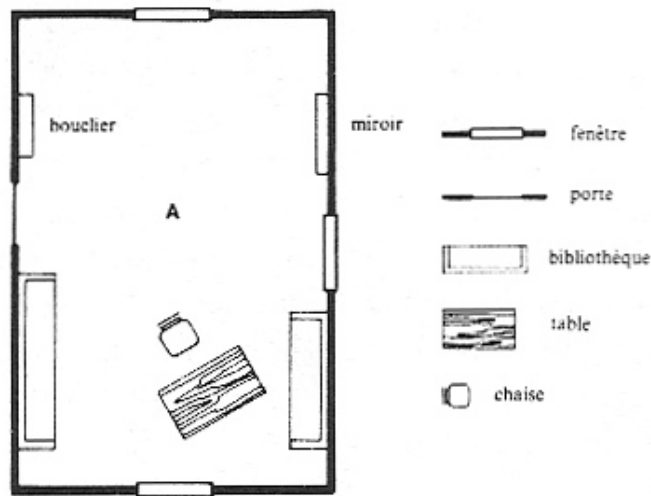 bouclier
miroir
A
fenêtre
porte
bibliothèque
table
chaise